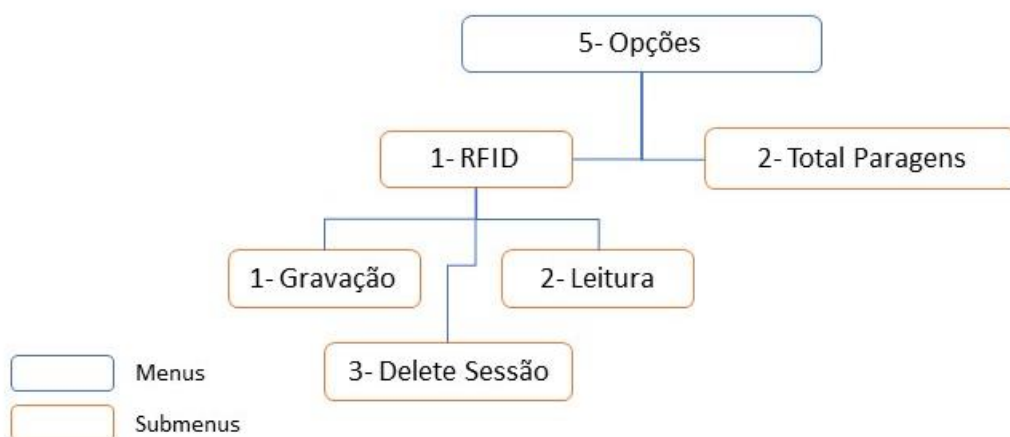 5- Opções
1- RFID
2- Total Paragens
1- Gravação
2- Leitura
3- Delete Sessão
Menus
Submenus